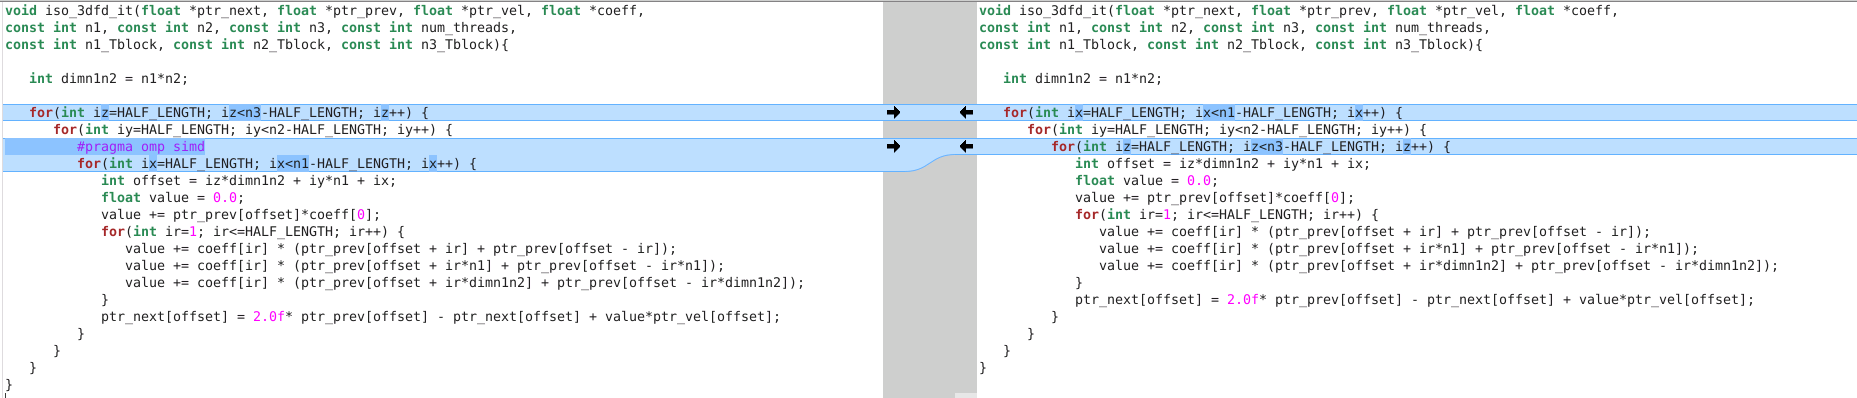 void iso_3dfd_it(float *ptr_next, float *ptr_prev, float *ptr_vel, float *coeff,
const int n1, const int n2, const int n3, const int num_threads,
const int n1_Tblock, const int n2_Tblock, const int n3_Tblock){
int dimn1n2 = n1*n2;
for(int iz=HALF_LENGTH; iz<n3-HALF_LENGTH; iz++) {
for(int iy=HALF_LENGTH; iy<n2-HALF_LENGTH; iy++) {
#pragma omp simd
for(int ix=HALF_LENGTH; ix<n1-HALF_LENGTH; ix++) {
int offset = iz*dimn1n2 + iy*n1 + ix;
float value = 0.0;
value += ptr_prev[offset]*coeff[0];
for(int ir=1; ir<=HALF_LENGTH; ir++) {
value += coeff[ir] * (ptr_prev[offset + ir] + ptr_prev[offset - ir]);
value += coeff[ir] * (ptr_prev[offset + ir*n1] + ptr_prev[offset - ir*n1]);
value += coeff[ir] * (ptr_prev[offset + ir*dimn1n2] + ptr_prev[offset - ir*dimn1n2]);
}
ptr_next[offset] = 2.0f* ptr_prev[offset] - ptr_next[offset] + value*ptr_vel[offset];
}
}
}
}
void iso_3dfd_it(float *ptr_next, float *ptr_prev, float *ptr_vel, float *coeff,
const int n1, const int n2, const int n3, const int num_threads,
const int n1_Tblock, const int n2_Tblock, const int n3_Tblock){
int dimn1n2 = n1*n2;
for(int ix=HALF_LENGTH; ix<n1-HALF_LENGTH; ix++) {
for(int iy=HALF_LENGTH; iy<n2-HALF_LENGTH; iy++) {
for(int iz=HALF_LENGTH; iz<n3-HALF_LENGTH; iz++) {
int offset = iz*dimn1n2 + iy*n1 + ix;
float value = 0.0;
value += ptr_prev[offset]*coeff[0];
for(int ir=1; ir<=HALF_LENGTH; ir++) {
value += coeff[ir] * (ptr_prev[offset + ir] + ptr_prev[offset - ir]);
value += coeff[ir] * (ptr_prev[offset + ir*n1] + ptr_prev[offset - ir*n1]);
value += coeff[ir] * (ptr_prev[offset + ir*dimn1n2] + ptr_prev[offset - ir*dimn1n2]);
}
ptr_next[offset] = 2.0f* ptr_prev[offset] - ptr_next[offset] + value*ptr_vel[offset];
}
}
}
}